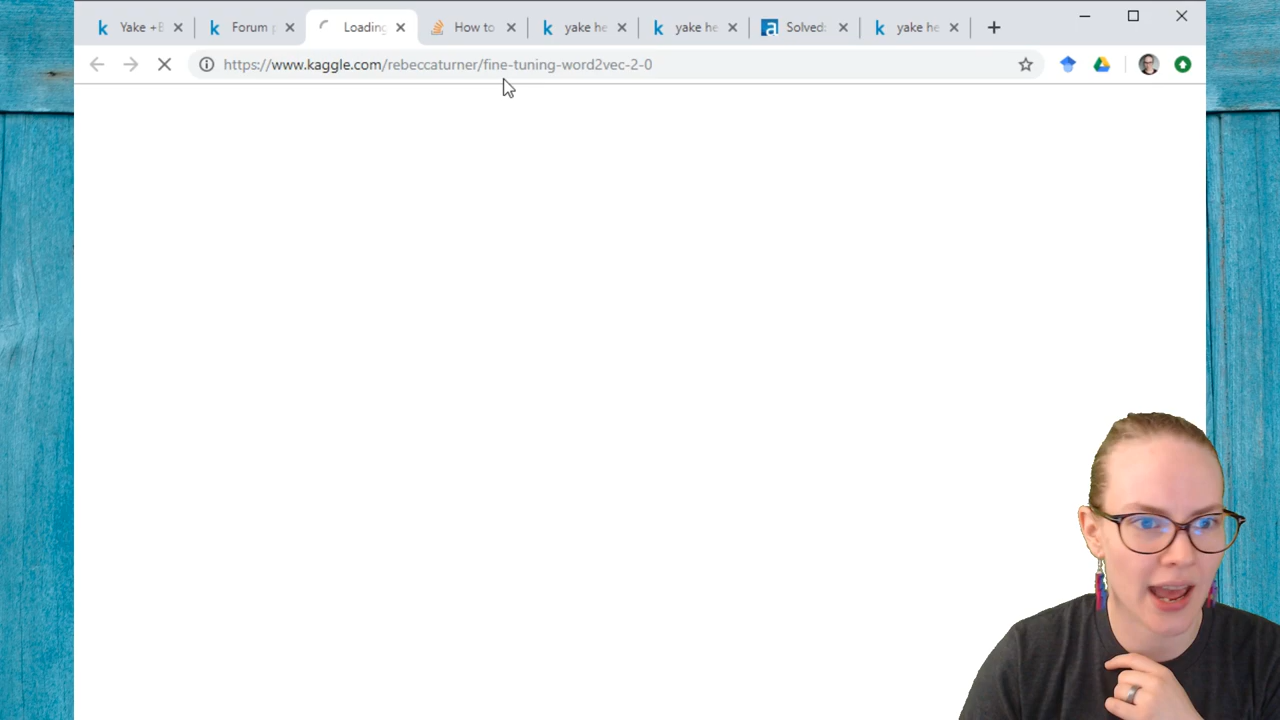 Yake +E
Forum p
Loading
How to
yake he
yake he
Solved:
yake he
https://www.kaggle.com/rebeccaturner/fine-tuning-word2vec-2-0